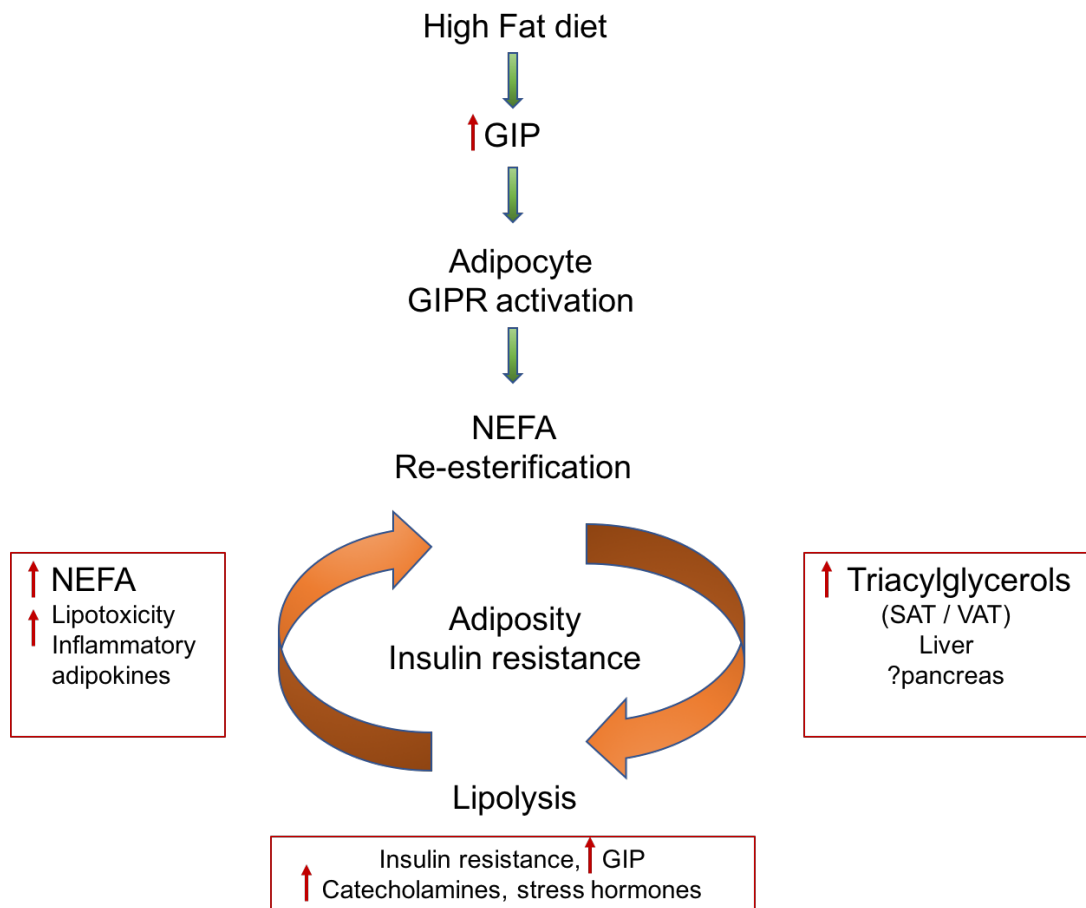 High Fat diet
GIP
Adipocyte
GIPR activation
NEFA
Re-esterification
NEFA
Lipotoxicity
Inflammatory
adipokines
Adiposity
Insulin resistance
Triacylglycerols
(SAT / VAT)
Liver
?pancreas
Lipolysis
Insulin resistance, GIP
Catecholamines, stress hormones